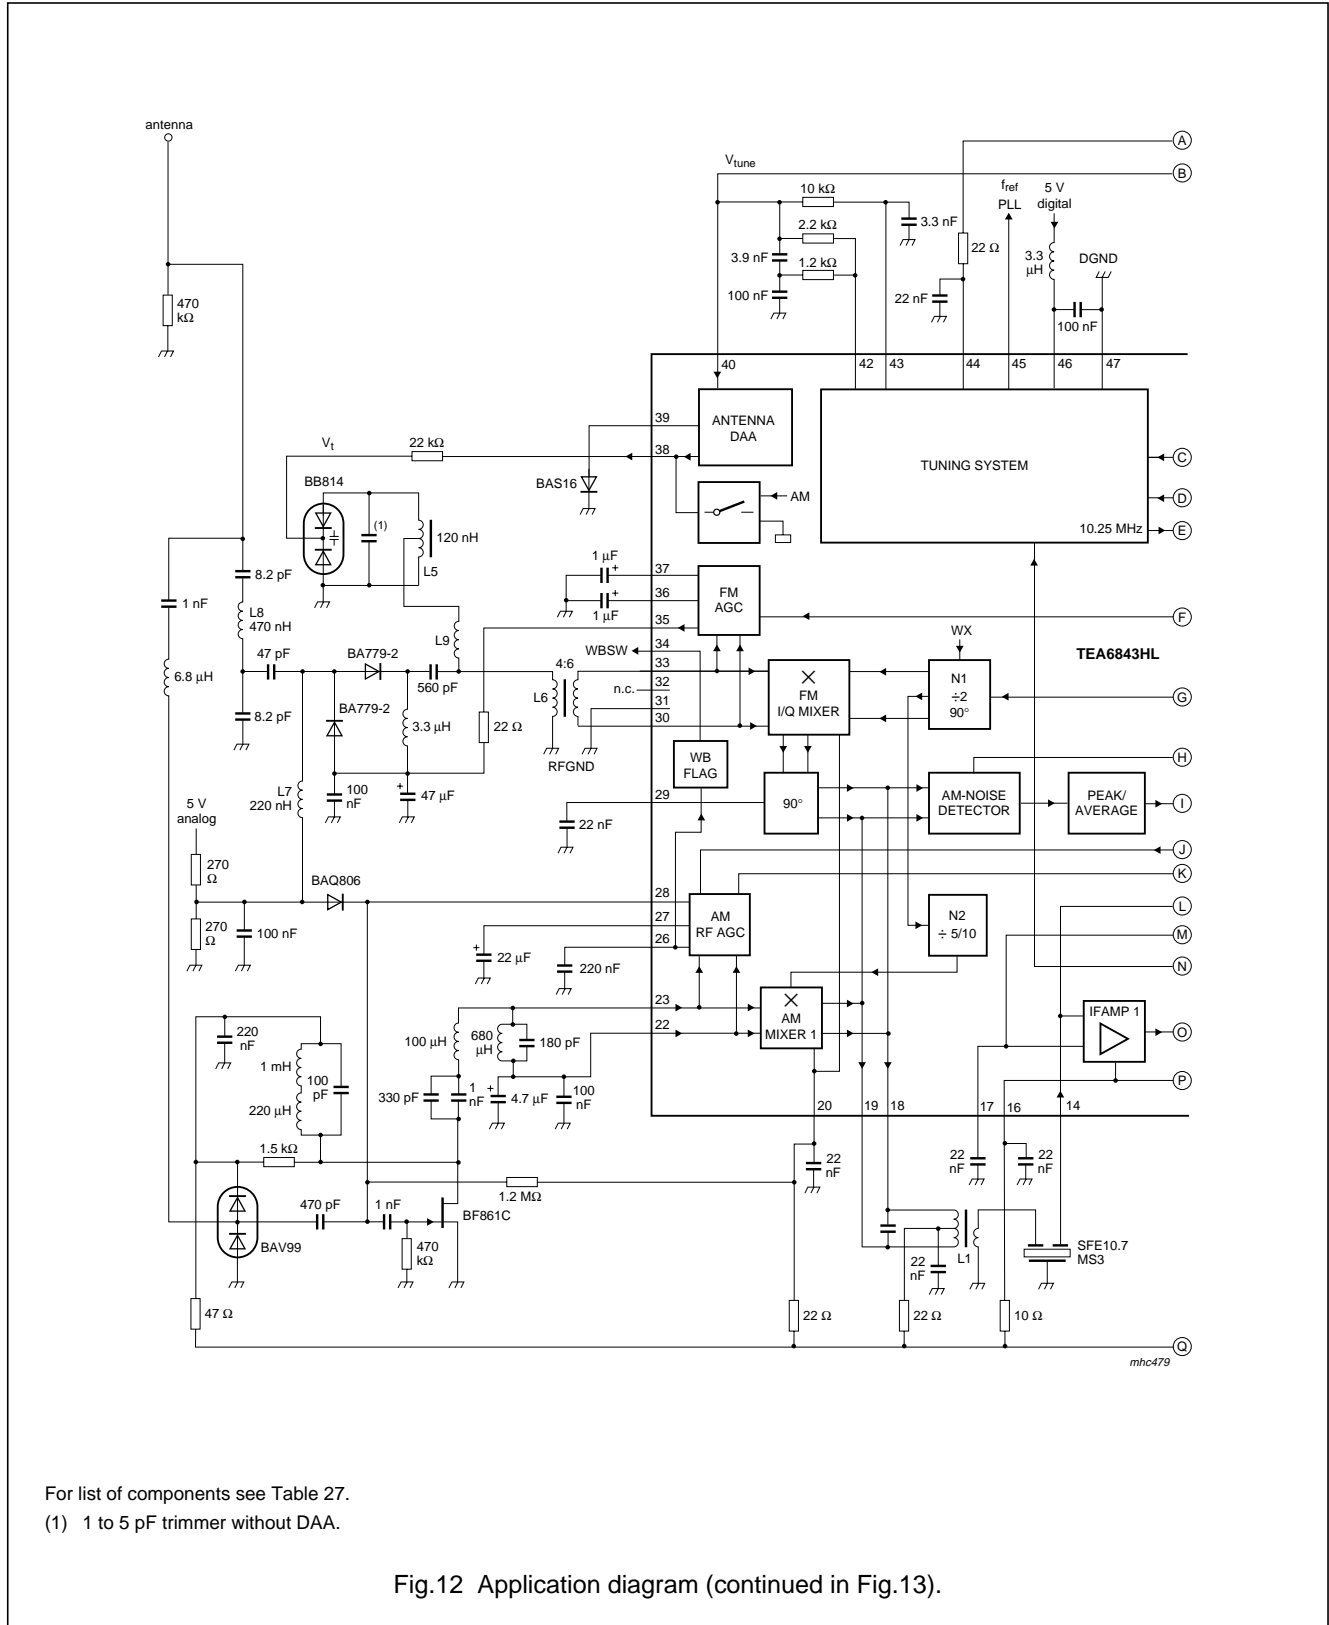 antenna
470
kΩ
Vtune
10 kΩ
2.2 kΩ
3.3 nF
3.9 nF
1.2 kΩ
100 nF
22 Ω
22 nF
fref
PLL
5 V
digital
3.3
μH
DGND
100 nF
A
B
40
42
43
44
45
46
47
39
38
ANTENNA
DAA
TUNING SYSTEM
10.25 MHz
C
D
E
Vt
22 kΩ
BAS16
AM
BB814
(1)
120 nH
L5
8.2 pF
1 nF
L8
470 nH
47 pF
BA779-2
L9
560 pF
6.8 μH
8.2 pF
BA779-2
3.3 μH
22 Ω
100
nF
+
47 μF
L7
220 nH
4:6
L6
RFGND
1 μF
+
+
1 μF
37
36
35
34
33
32
31
30
WBSW
n.c.
FM
AGC
F
WX
TEA6843HL
FM
I/Q MIXER
N1
÷2
90°
G
WB
FLAG
90°
29
22 nF
AM-NOISE
DETECTOR
PEAK/
AVERAGE
H
I
5 V
analog
270
Ω
270
Ω
100 nF
BAQ806
28
27
26
AM
RF AGC
J
K
L
M
N
N2
÷ 5/10
+
22 μF
220 nF
23
22
AM
MIXER 1
IFAMP 1
O
P
220
nF
1 mH
100
pF
220 μH
100 μH
680
μH
180 pF
330 pF
1
nF
+
4.7 μF
100
nF
20
19
18
17
16
14
1.5 kΩ
1.2 MΩ
22
nF
22
nF
22
nF
470 pF
1 nF
BF861C
BAV99
470
kΩ
22
nF
L1
SFE10.7
MS3
47 Ω
22 Ω
22 Ω
10 Ω
Q
mhc479
For list of components see Table 27.
(1) 1 to 5 pF trimmer without DAA.
Fig.12 Application diagram (continued in Fig.13).